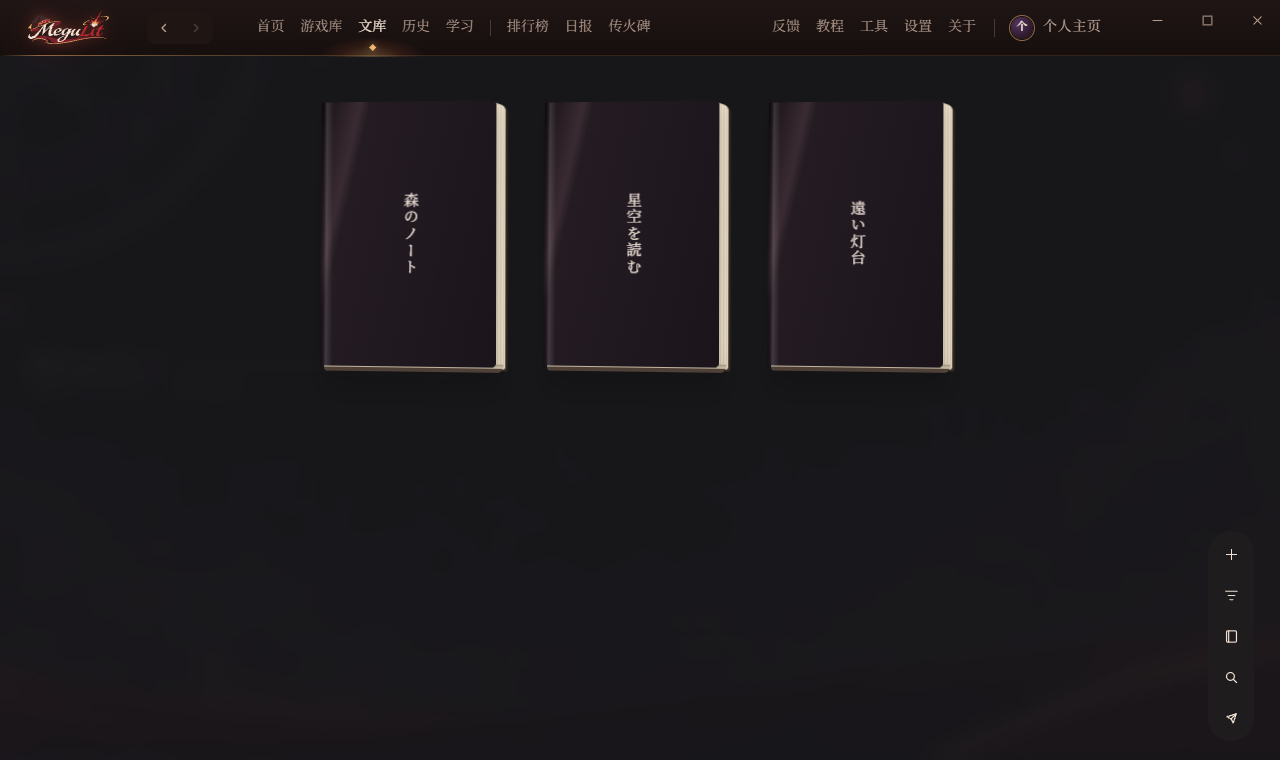 MeguLit
首页 游戏库 文库 历史 学习 排行榜 日报 传火碑 反馈 教程 工具 设置 关于 个 个人主页
森のノート
星空を読む
遠い灯台